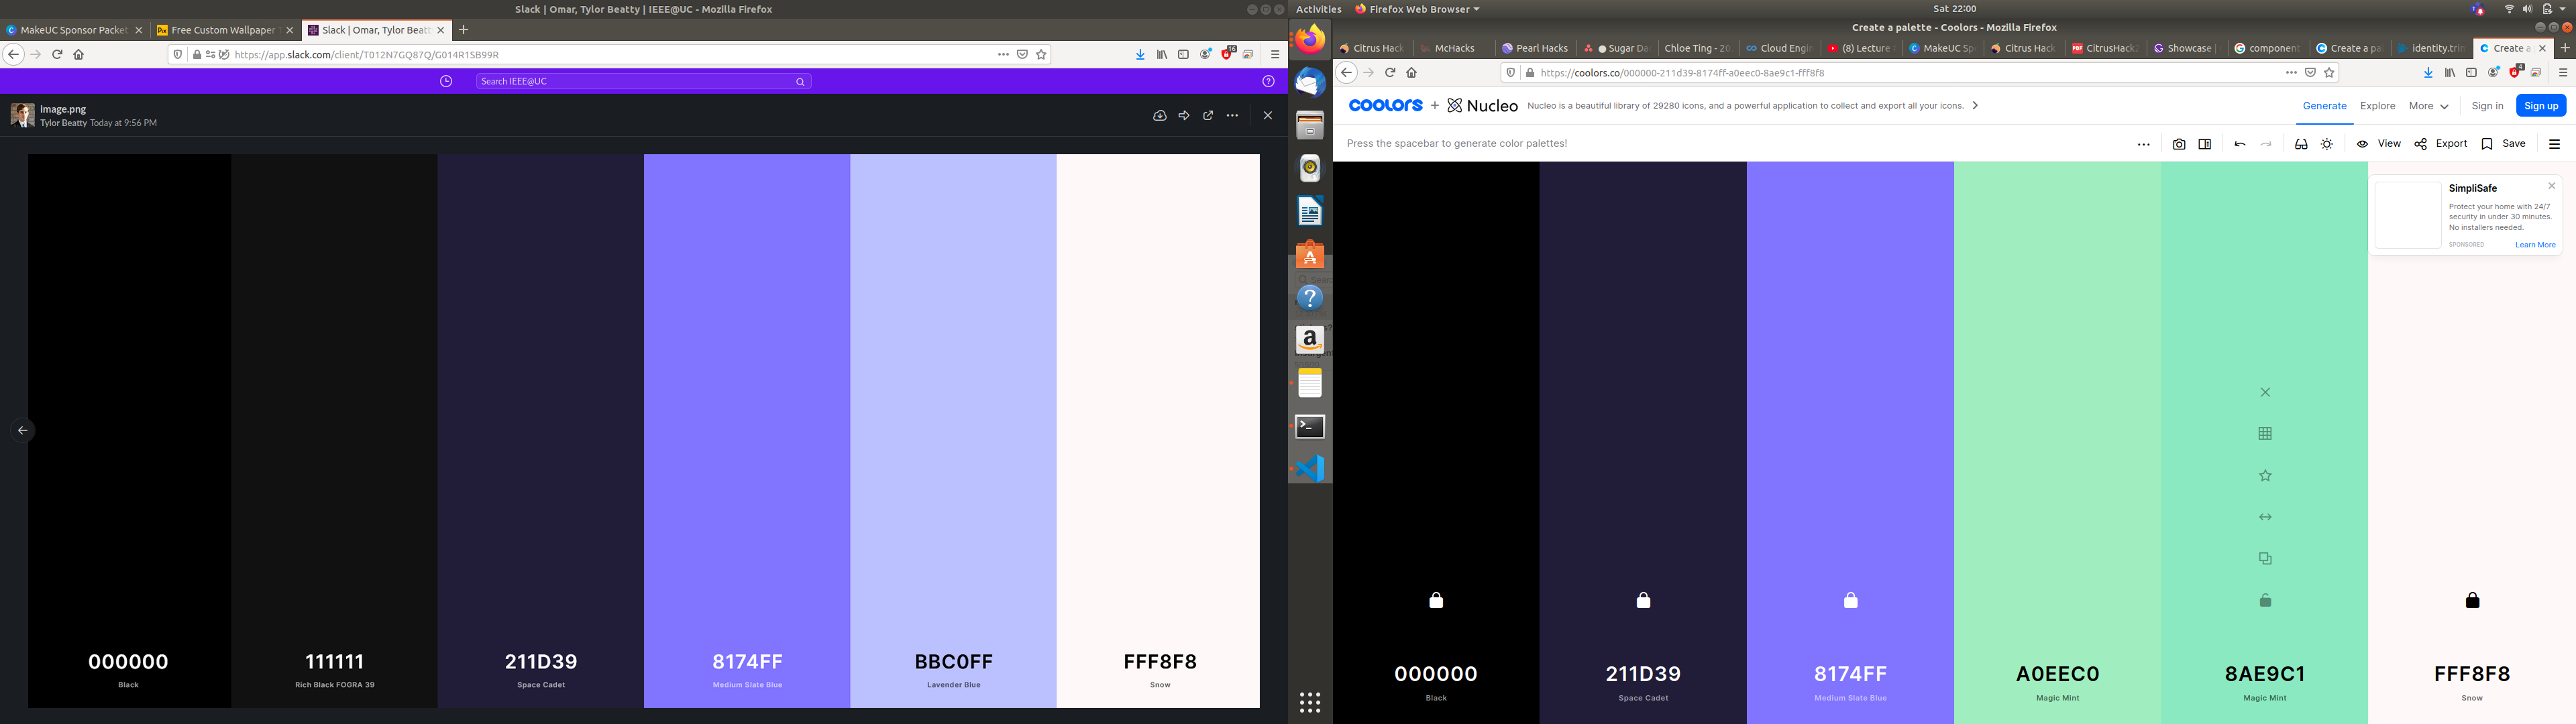 Slack | Omar, Tylor Beatty | IEEE@UC - Mozilla Firefox
MakeUC Sponsor Packet
Free Custom Wallpaper
Slack | Omar, Tylor Beatt
https://app.slack.com/client/T012N7GQ87Q/G014R1SB99R
Search IEEE@UC
image.png
Tylor Beatty Today at 9:56 PM
000000
Black
111111
Rich Black FOGRA 39
211D39
Space Cadet
8174FF
Medium Slate Blue
BBC0FF
Lavender Blue
FFF8F8
Snow
Activities
Firefox Web Browser
Sat 22:00
Create a palette - Coolors - Mozilla Firefox
Citrus Hack
McHacks
Pearl Hacks
Sugar Da
Chloe Ting - 20
Cloud Engin
(8) Lecture
MakeUC Sp
Citrus Hack
CitrusHack
Showcase |
component
Create a pa
identity.trin
Create a
https://coolors.co/000000-211d39-8174ff-a0eec0-8ae9c1-fff8f8
4
coolors + Nucleo
Nucleo is a beautiful library of 29280 icons, and a powerful application to collect and export all your icons.
Generate
Explore
More
Sign in
Sign up
Press the spacebar to generate color palettes!
View
Export
Save
SimpliSafe
Protect your home with 24/7
security in under 30 minutes.
No installers needed.
SPONSORED
Learn More
000000
Black
211D39
Space Cadet
8174FF
Medium Slate Blue
A0EEC0
Magic Mint
8AE9C1
Magic Mint
FFF8F8
Snow